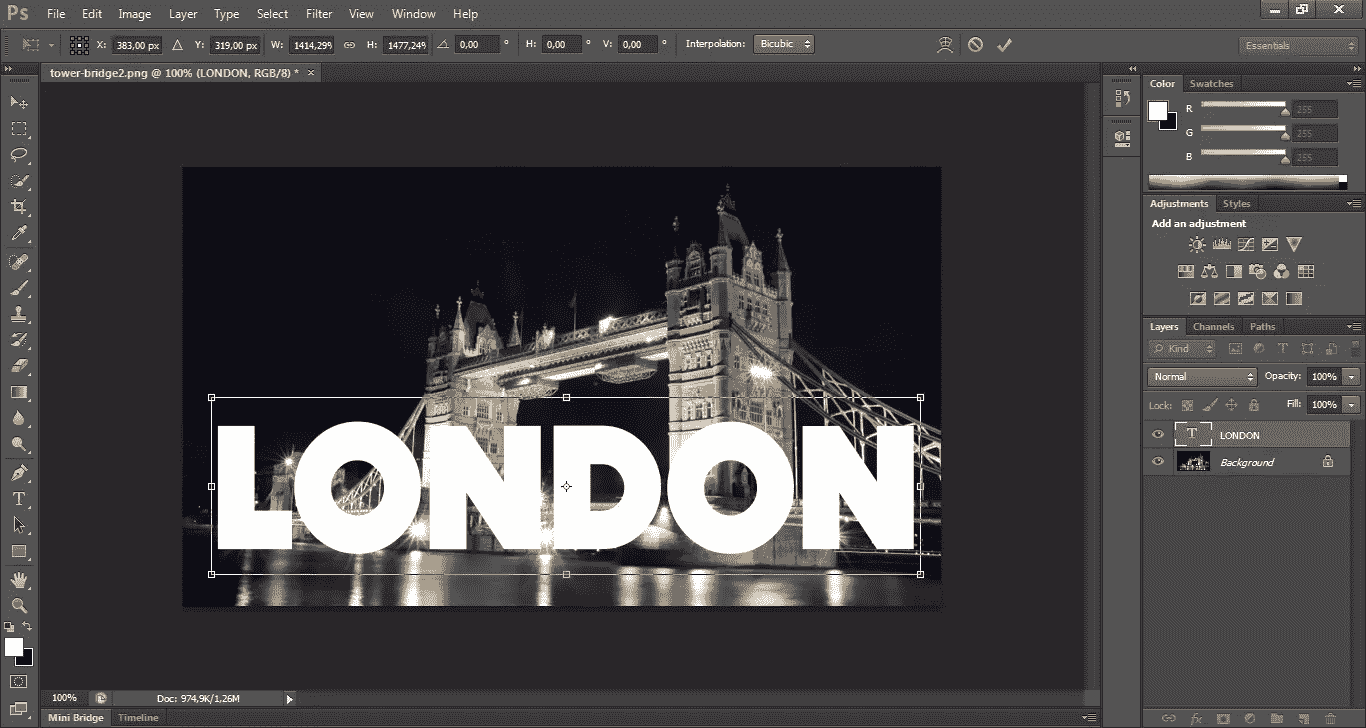 Ps File Edit Image Layer Type Select Filter View Window Help
X: 383,00 px Y: 319,00 px W: 1414,29% H: 1477,24% 0,00 ° H: 0,00 ° V: 0,00 ° Interpolation: Bicubic Essentials
tower-bridge2.png @ 100% (LONDON, RGB/8) * ×
Color Swatches
R 255
G 255
B 255
Adjustments Styles
Add an adjustment
Layers Channels Paths
Kind
Normal Opacity: 100%
Lock: Fill: 100%
T LONDON
Background
LONDON
100% Doc: 974,9K/1,26M
Mini Bridge Timeline